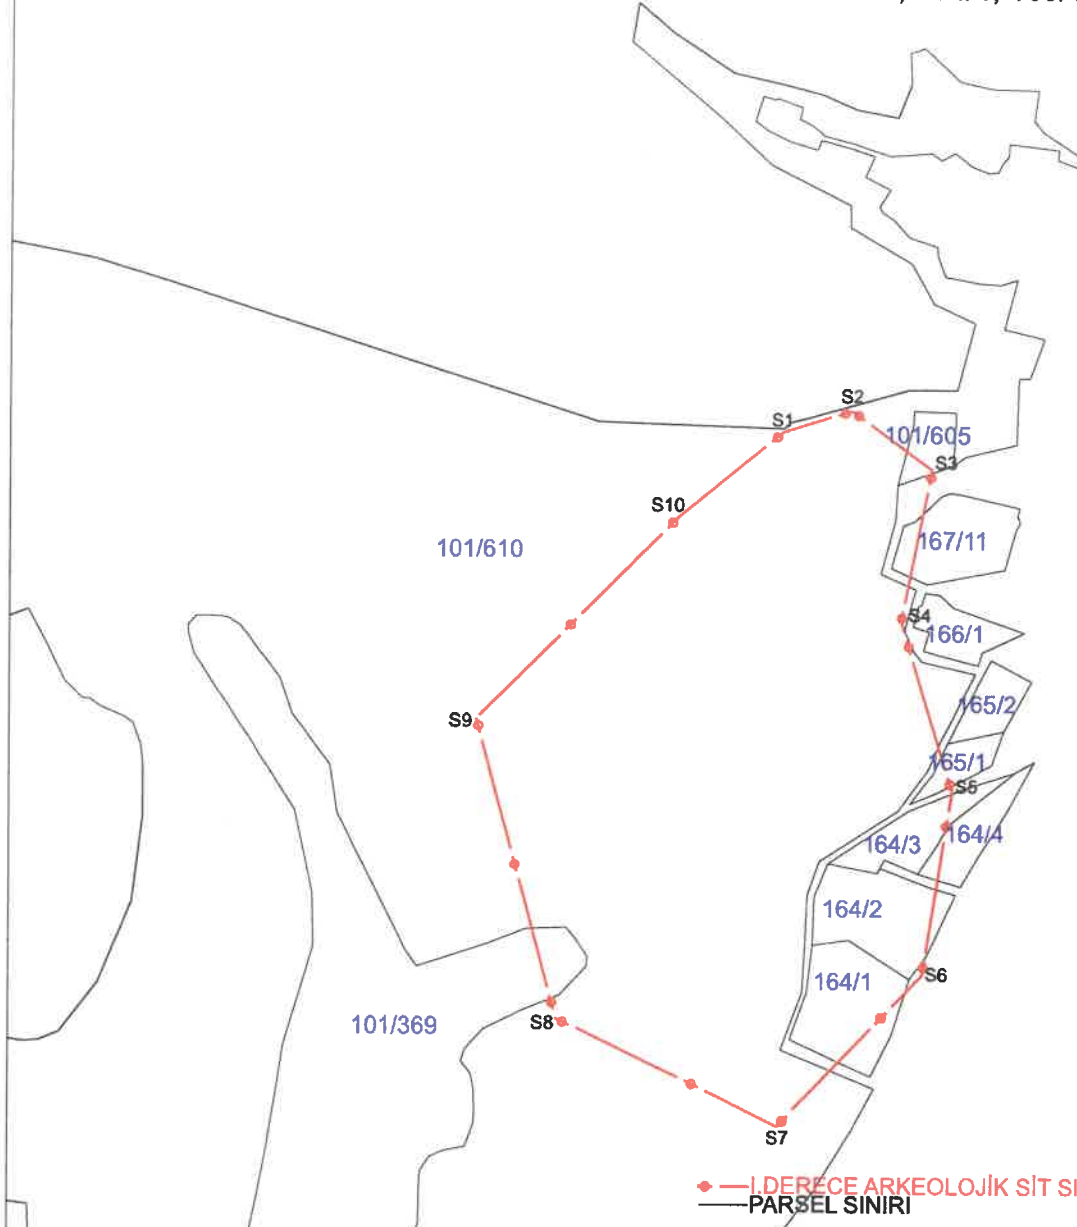 S2
S1
101/605
S3
S10
101/610
167/11
S4
166/1
165/2
S9
165/1
S5
164/3
164/4
164/2
S6
164/1
S8
101/369
S7
I.DERECE ARKEOLOJİK SİT SI
PARSEL SINIRI